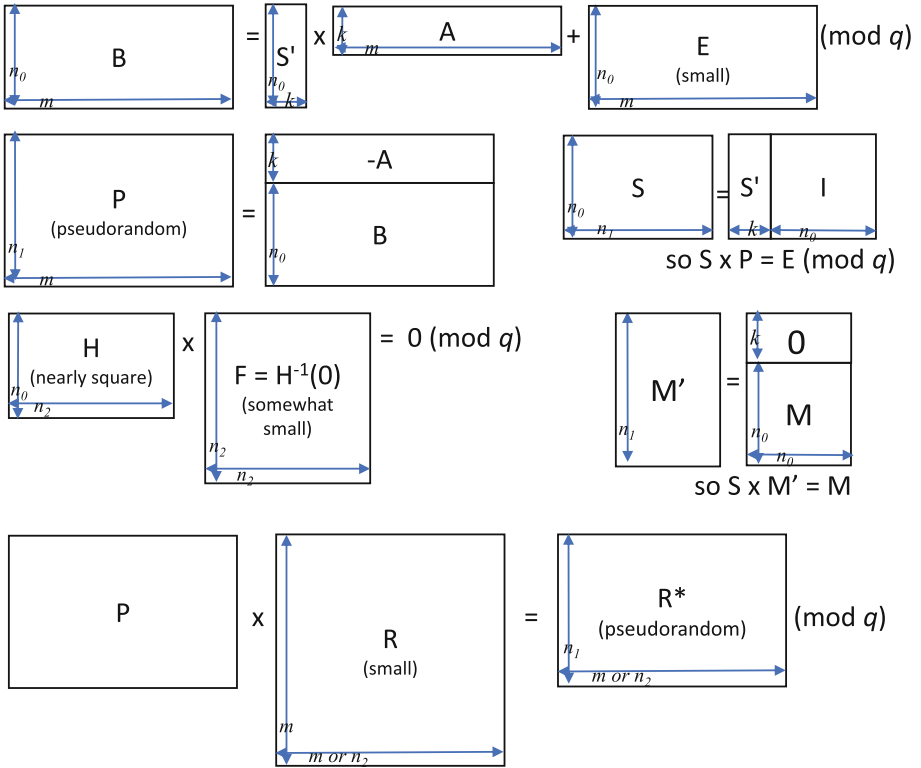 B = S' x A + E (mod q)
(small)
n₀ m n₀ k k m n₀ m
P = -A S = S' I
(pseudorandom) B
n₁ m k n₀ n₀ n₁ k n₀
so S x P = E (mod q)
H x F = H⁻¹(0) = 0 (mod q)
(nearly square) (somewhat
small)
n₀ n₂ n₂ n₂
M’ = 0
M
n₁ k n₀ n₀
so S x M’ = M
P x R = R* (mod q)
(small) (pseudorandom)
m m or n₂ n₁ m or n₂